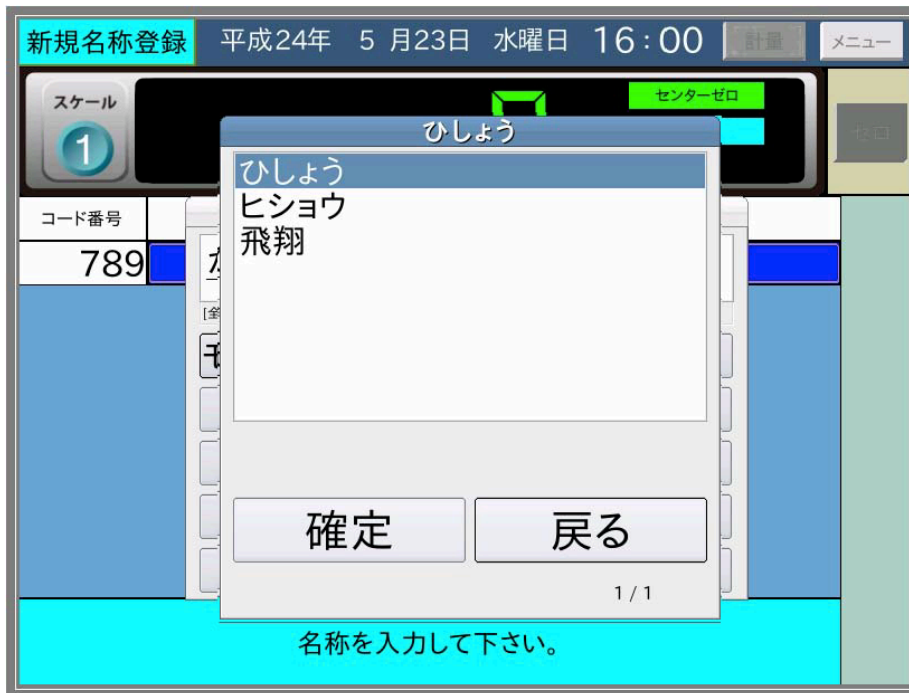 新規名称登録 平成24年 5 月23日 水曜日 16:00 計量 メニュー
スケール
1
センターゼロ
ゼロ
ひしょう
ひしょう
ヒショウ
飛翔
コード番号
789
[全
確定 戻る
1 / 1
名称を入力して下さい。